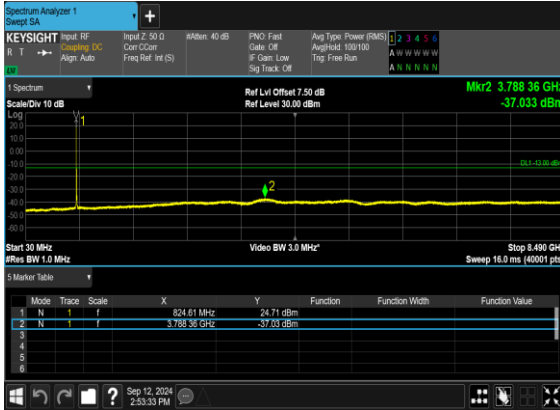 Spectrum Analyzer 1
Swept SA
+
KEYSIGHT Input: RF Input Z: 50 Ω #Atten: 40 dB PNO: Fast Avg Type: Power (RMS) 1 2 3 4 5 6
R T Coupling: DC Corr CCorr Gate: Off Avg|Hold: 100/100 A W W W W W
Align: Auto Freq Ref: Int (S) IF Gain: Low Trig: Free Run
Sig Track: Off A N N N N N
1 Spectrum Ref Lvl Offset 7.50 dB Mkr2 3.788 36 GHz
Scale/Div 10 dB Ref Level 30.00 dBm -37.033 dBm
Log
20.0
10.0
0.00
-10.0
-20.0
-30.0
-40.0
-50.0
-60.0
1
2
DL1 -13.00 dBm
Start 30 MHz Video BW 3.0 MHz* Stop 8.490 GHz
#Res BW 1.0 MHz Sweep 16.0 ms (40001 pts)
5 Marker Table
Mode Trace Scale X Y Function Function Width Function Value
1 N 1 f 824.61 MHz 24.71 dBm
2 N 1 f 3.788 36 GHz -37.03 dBm
3
4
5
6
? Sep 12, 2024
2:53:33 PM